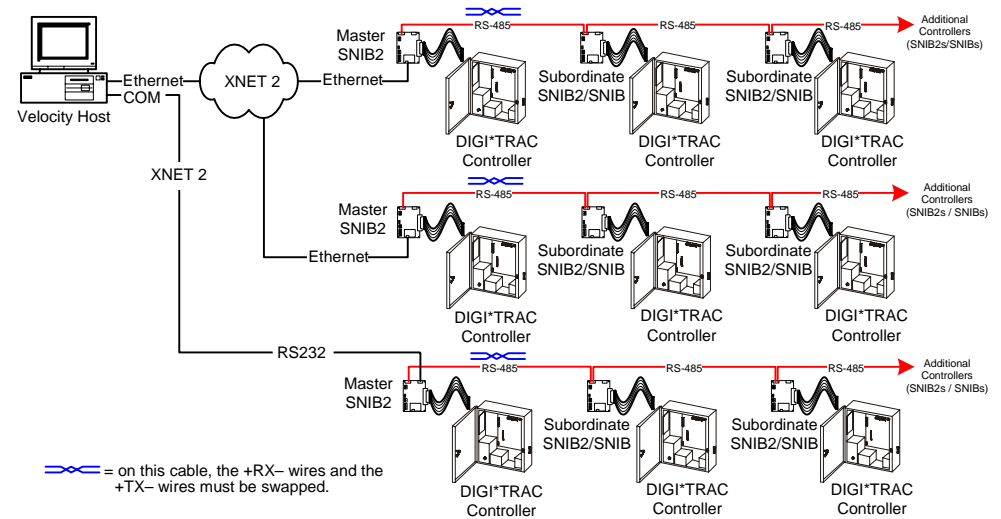 RS-485
RS-485
RS-485
Additional
Controllers
(SNIB2s/SNIBs)
Master
SNIB2
Ethernet
XNET 2
Ethernet
COM
Velocity Host
Subordinate
SNIB2/SNIB
Subordinate
SNIB2/SNIB
DIGI*TRAC
Controller
DIGI*TRAC
Controller
DIGI*TRAC
Controller
XNET 2
RS-485
RS-485
RS-485
Additional
Controllers
(SNIB2s / SNIBs)
Master
SNIB2
Ethernet
Subordinate
SNIB2/SNIB
Subordinate
SNIB2/SNIB
DIGI*TRAC
Controller
DIGI*TRAC
Controller
DIGI*TRAC
Controller
RS232
RS-485
RS-485
RS-485
Additional
Controllers
(SNIB2s / SNIBs)
Master
SNIB2
Subordinate
SNIB2/SNIB
Subordinate
SNIB2/SNIB
DIGI*TRAC
Controller
DIGI*TRAC
Controller
DIGI*TRAC
Controller
= on this cable, the +RX– wires and the
+TX– wires must be swapped.